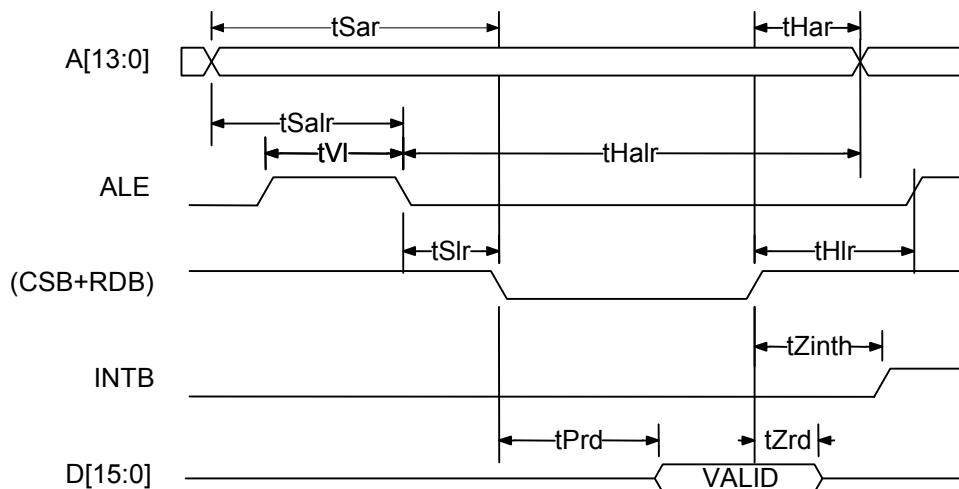 tSar
tHar
A[13:0]
tSalr
tVl
tHalr
ALE
tSlr
tHlr
(CSB+RDB)
tZinth
INTB
tPrd
tZrd
D[15:0]
VALID